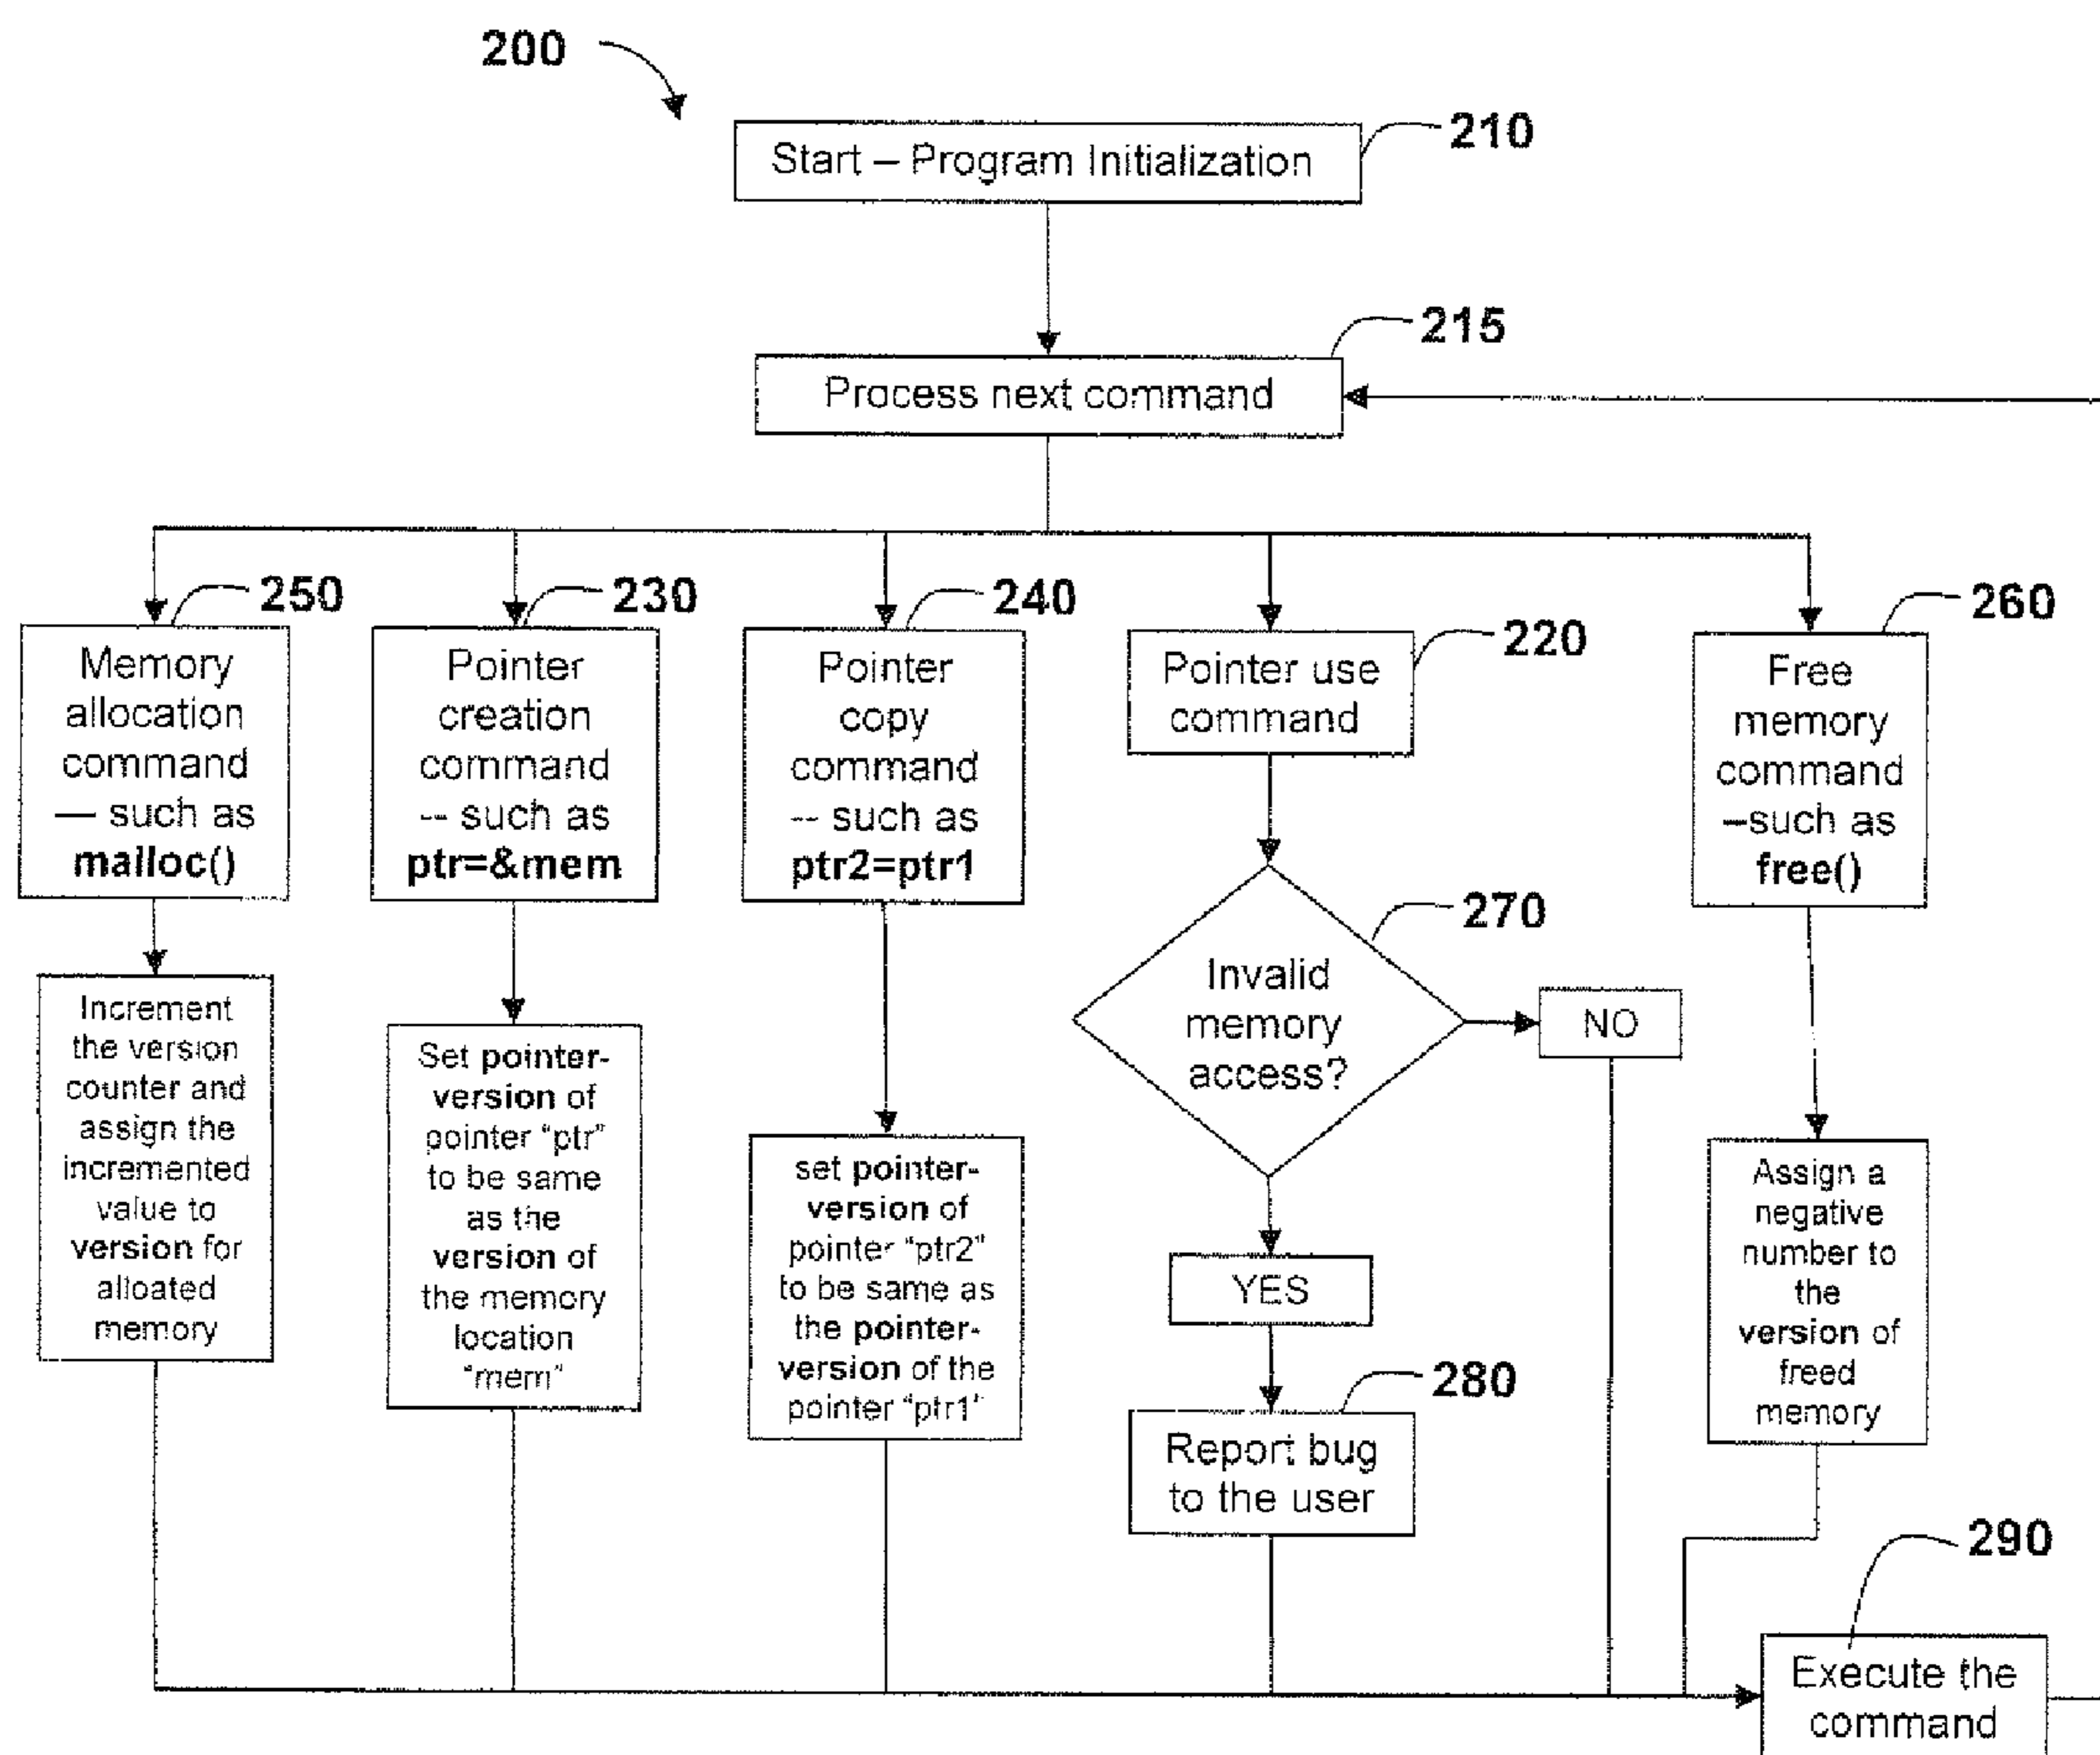 200
Start – Program Initialization
210
Process next command
215
250
Memory
allocation
command
— such as
malloc()
230
Pointer
creation
command
-- such as
ptr=&mem
240
Pointer
copy
command
-- such as
ptr2=ptr1
220
Pointer use
command
260
Free
memory
command
–such as
free()
Increment
the version
counter and
assign the
incremented
value to
version for
alloated
memory
Set pointer-
version of
pointer “ptr”
to be same
as the
version of
the memory
location
“mem”
set pointer-
version of
pointer “ptr2”
to be same as
the pointer-
version of the
pointer “ptr1”
270
Invalid
memory
access?
NO
YES
280
Report bug
to the user
Assign a
negative
number to
the
version of
freed
memory
290
Execute the
command